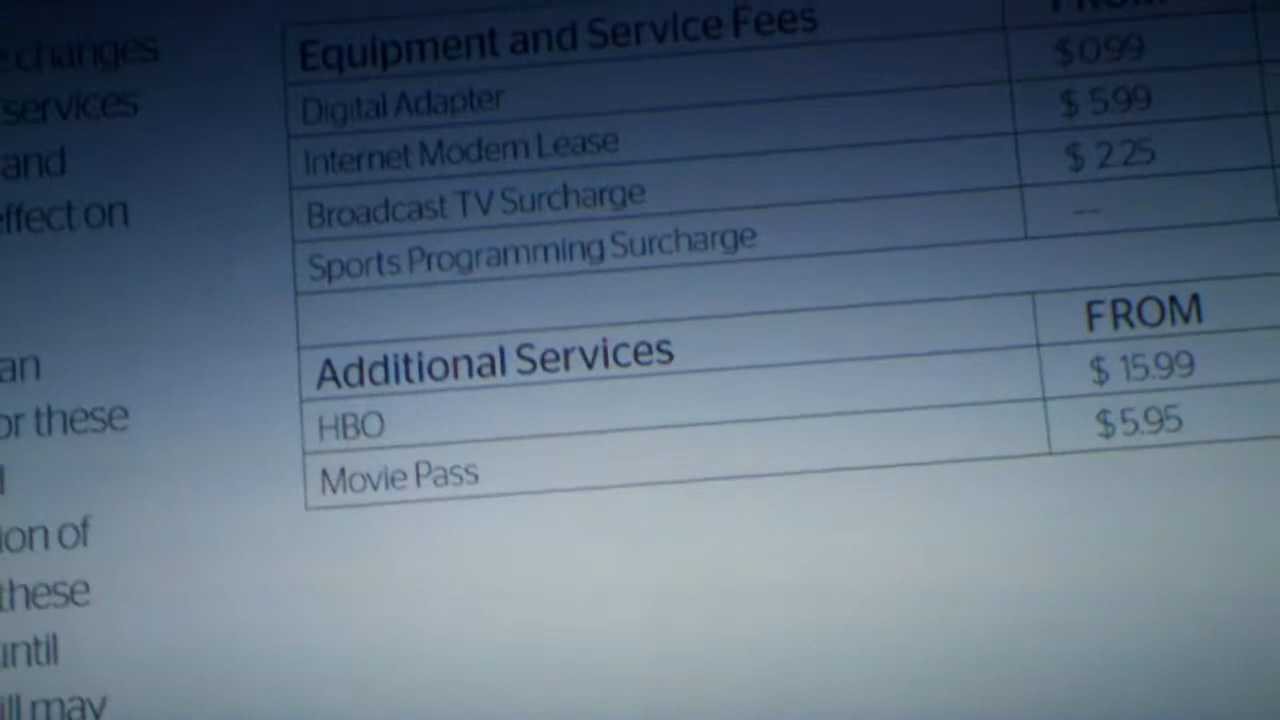 e changes
services
and
effect on
an
or these
ion of
these
until
ill may
Equipment and Service Fees FROM
Digital Adapter $0.99
Internet Modem Lease $ 5.99
Broadcast TV Surcharge $ 2.25
Sports Programming Surcharge --
Additional Services FROM
HBO $ 15.99
Movie Pass $5.95